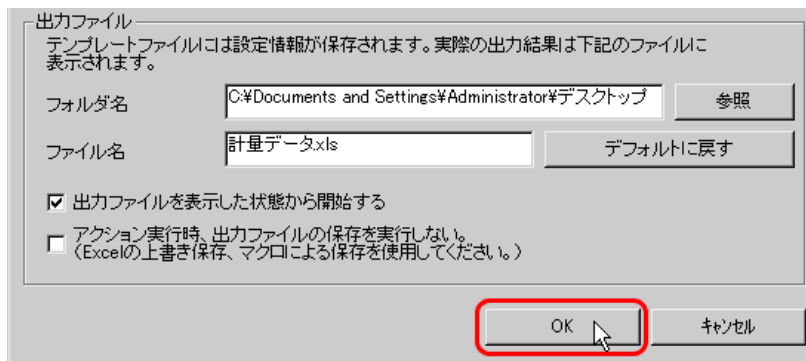 出力ファイル
テンプレートファイルには設定情報が保存されます。実際の出力結果は下記のファイルに
表示されます。
フォルダ名
C:¥Documents and Settings¥Administrator¥デスクトップ
参照
ファイル名
計量データ.xls
デフォルトに戻す
出力ファイルを表示した状態から開始する
アクション実行時、出力ファイルの保存を実行しない。
(Excelの上書き保存、マクロによる保存を使用してください。)
OK
キャンセル